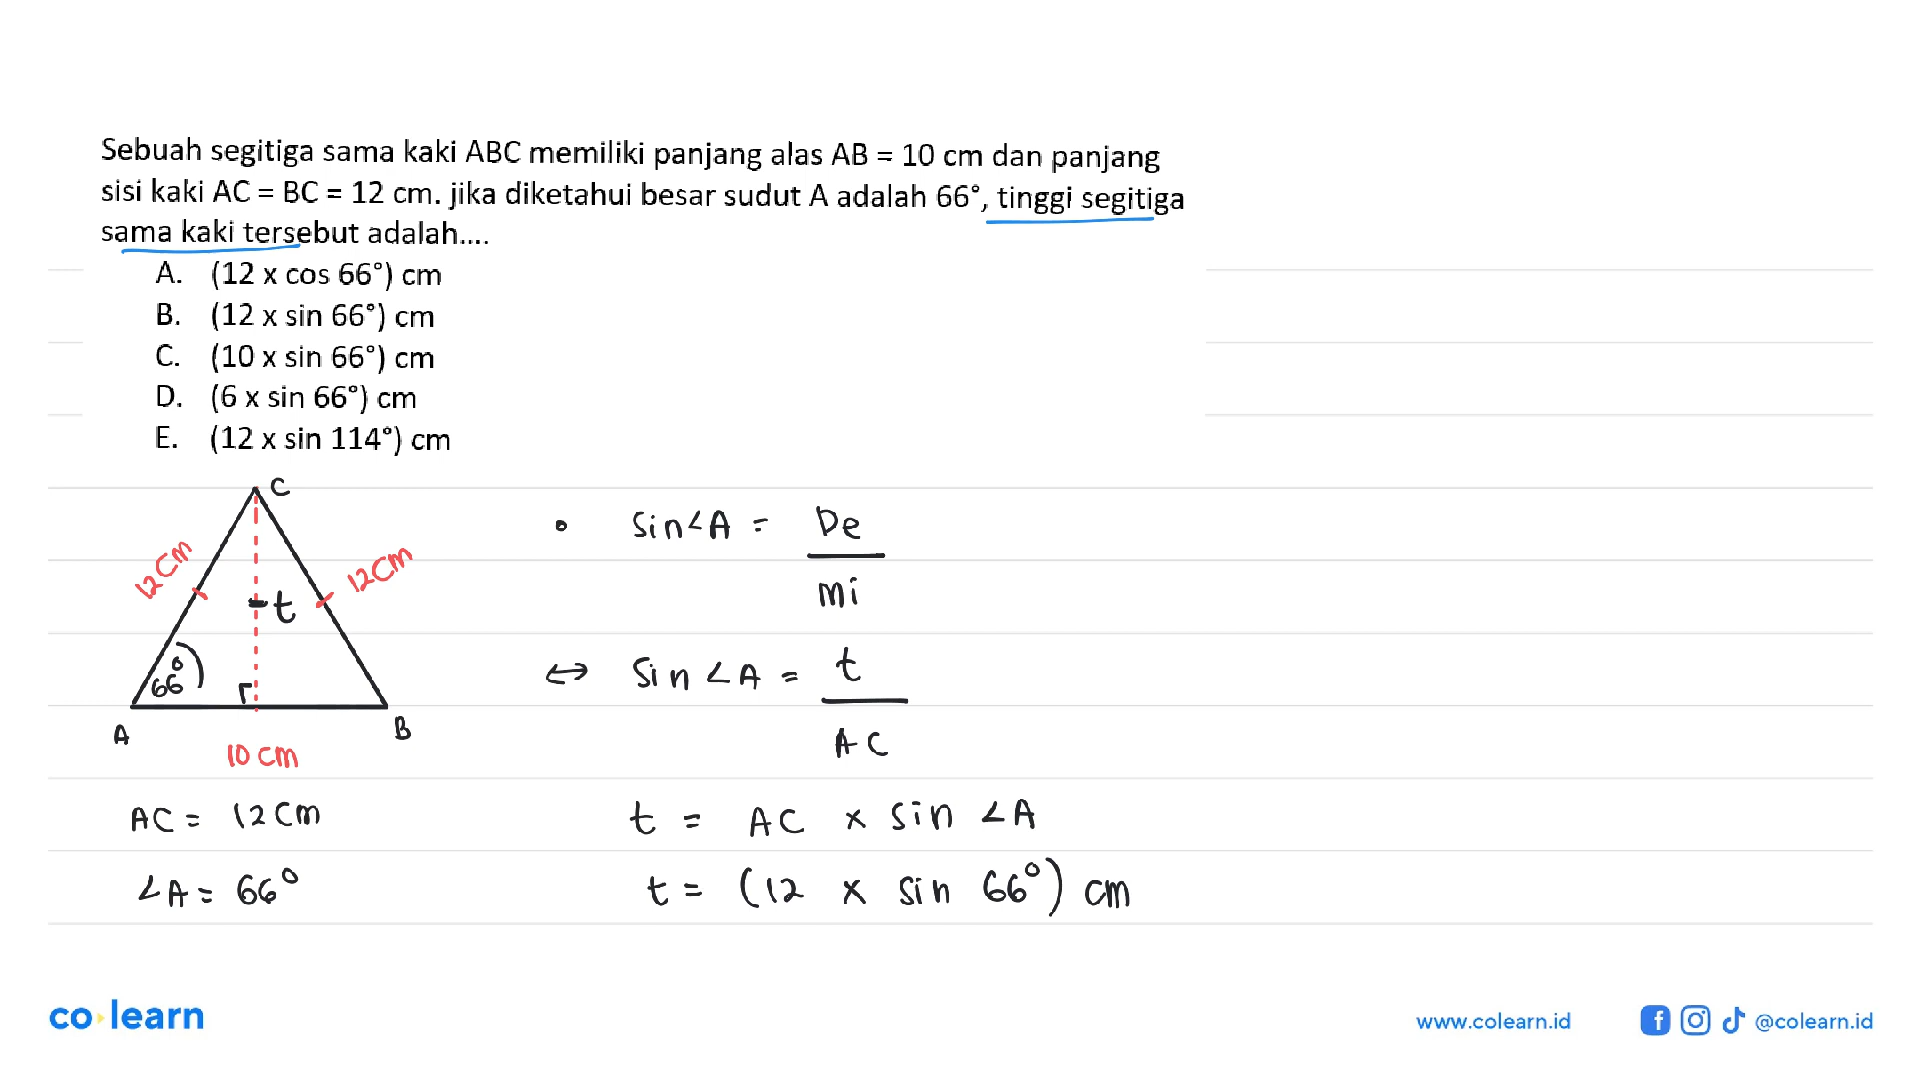 Sebuah segitiga sama kaki ABC memiliki panjang alas AB = 10 cm dan panjang
sisi kaki AC = BC = 12 cm. jika diketahui besar sudut A adalah 66°, tinggi segitiga
sama kaki tersebut adalah....
A. (12 x cos 66°) cm
B. (12 x sin 66°) cm
C. (10 x sin 66°) cm
D. (6 x sin 66°) cm
E. (12 x sin 114°) cm
C
12 cm
12 cm
t
66°
A
B
10 cm
AC = 12 cm
∠A = 66°
• sin∠A = De
mi
↔ sin ∠A = t
AC
t = AC x sin ∠A
t = (12 x sin 66°) cm
co learn
www.colearn.id
@colearn.id